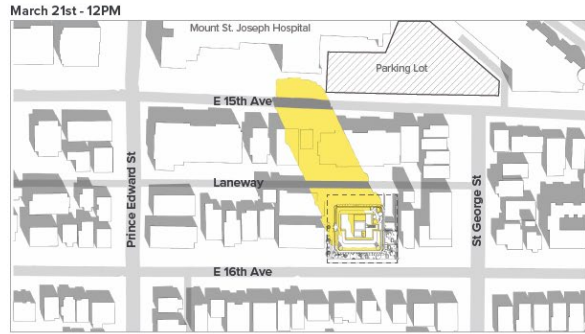 March 21st - 12PM
Mount St. Joseph Hospital
Parking Lot
E 15th Ave
Laneway
Prince Edward St
St George St
E 16th Ave